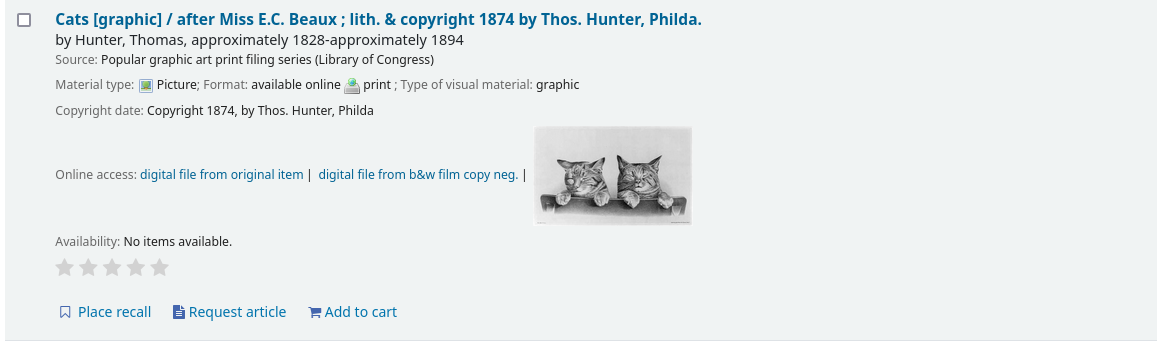 Cats [graphic] / after Miss E.C. Beaux ; lith. & copyright 1874 by Thos. Hunter, Philda.
by Hunter, Thomas, approximately 1828-approximately 1894
Source: Popular graphic art print filing series (Library of Congress)
Material type: Picture; Format: available online print ; Type of visual material: graphic
Copyright date: Copyright 1874, by Thos. Hunter, Philda
Online access: digital file from original item | digital file from b&w film copy neg. |
Availability: No items available.
Place recall Request article Add to cart